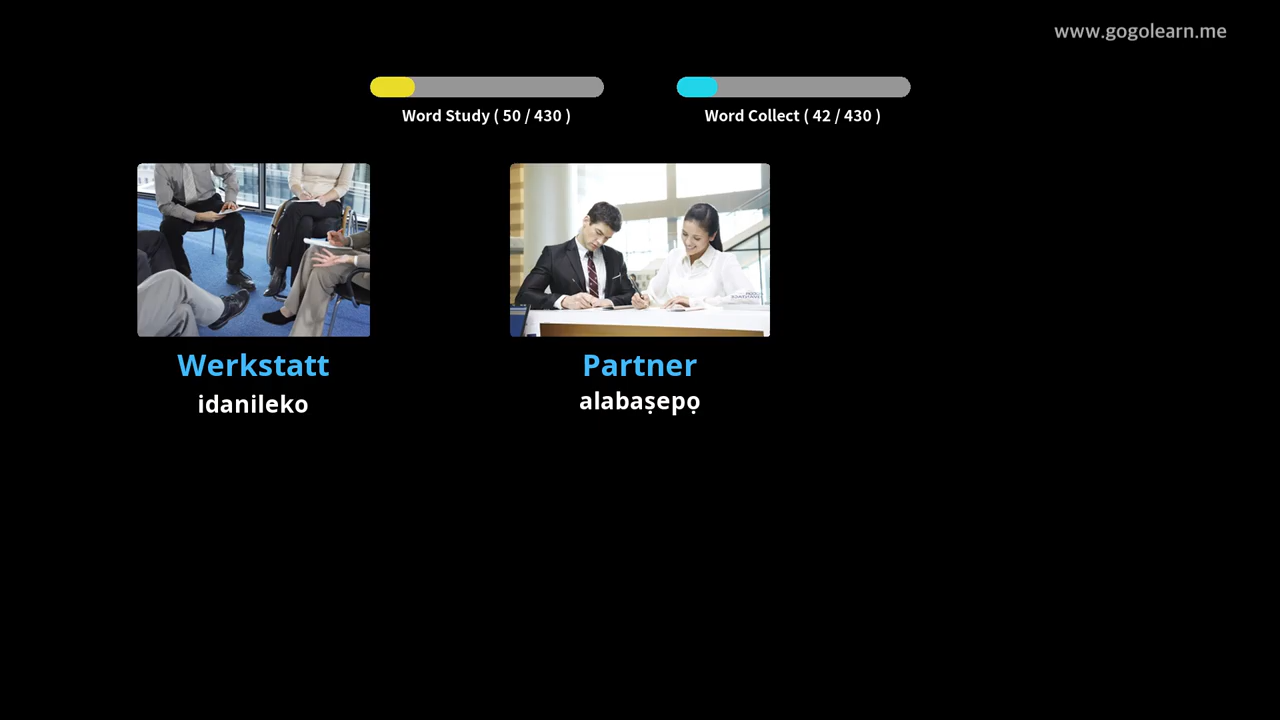 www.gogolearn.me
Word Study ( 50 / 430 )
Word Collect ( 42 / 430 )
Werkstatt
idanileko
Partner
alabaṣepọ